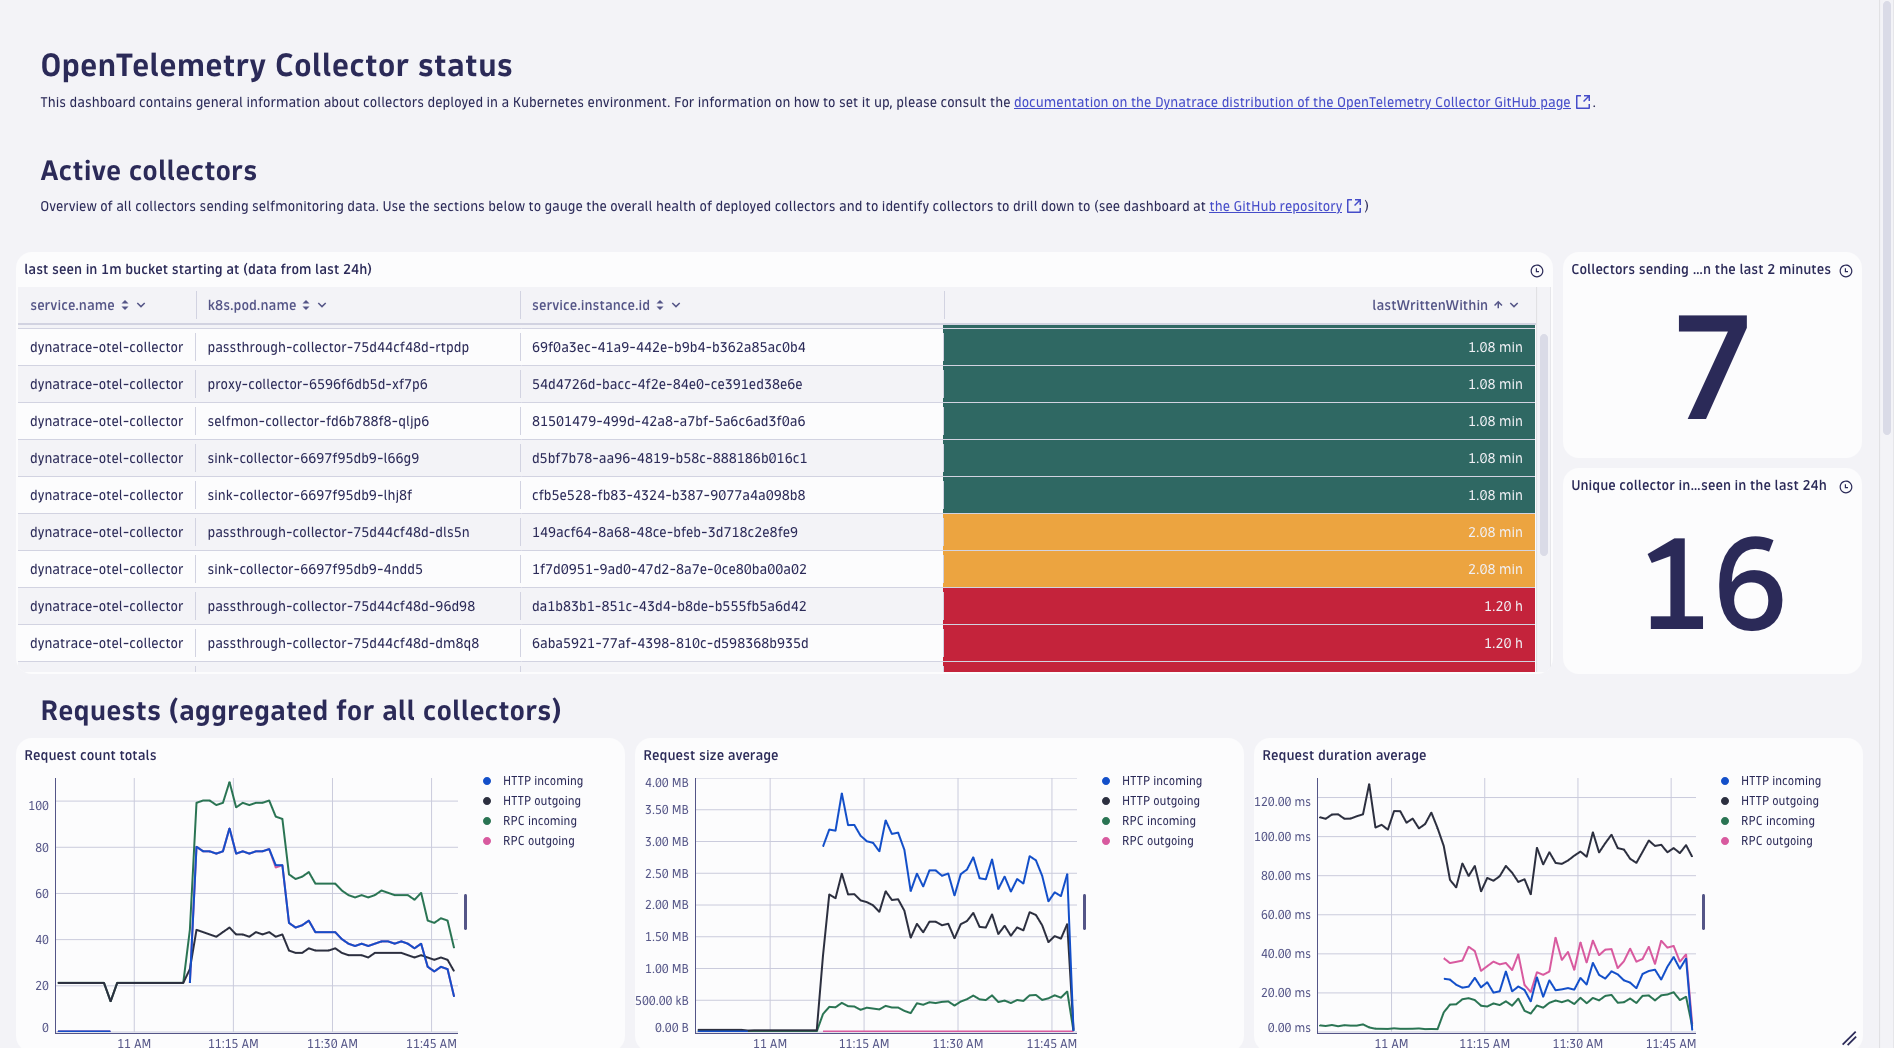 OpenTelemetry Collector status
This dashboard contains general information about collectors deployed in a Kubernetes environment. For information on how to set it up, please consult the documentation on the Dynatrace distribution of the OpenTelemetry Collector GitHub page .
Active collectors
Overview of all collectors sending selfmonitoring data. Use the sections below to gauge the overall health of deployed collectors and to identify collectors to drill down to (see dashboard at the GitHub repository )
last seen in 1m bucket starting at (data from last 24h)
service.name k8s.pod.name service.instance.id lastWrittenWithin
dynatrace-otel-collector passthrough-collector-75d44cf48d-rtpdp 69f0a3ec-41a9-442e-b9b4-b362a85ac0b4 1.08 min
dynatrace-otel-collector proxy-collector-6596f6db5d-xf7p6 54d4726d-bacc-4f2e-84e0-ce391ed38e6e 1.08 min
dynatrace-otel-collector selfmon-collector-fd6b788f8-qljp6 81501479-499d-42a8-a7bf-5a6c6ad3f0a6 1.08 min
dynatrace-otel-collector sink-collector-6697f95db9-l66g9 d5bf7b78-aa96-4819-b58c-888186b016c1 1.08 min
dynatrace-otel-collector sink-collector-6697f95db9-lhj8f cfb5e528-fb83-4324-b387-9077a4a098b8 1.08 min
dynatrace-otel-collector passthrough-collector-75d44cf48d-dls5n 149acf64-8a68-48ce-bfeb-3d718c2e8fe9 2.08 min
dynatrace-otel-collector sink-collector-6697f95db9-4ndd5 1f7d0951-9ad0-47d2-8a7e-0ce80ba00a02 2.08 min
dynatrace-otel-collector passthrough-collector-75d44cf48d-96d98 da1b83b1-851c-43d4-b8de-b555fb5a6d42 1.20 h
dynatrace-otel-collector passthrough-collector-75d44cf48d-dm8q8 6aba5921-77af-4398-810c-d598368b935d 1.20 h
Collectors sending ...n the last 2 minutes
7
Unique collector in...seen in the last 24h
16
Requests (aggregated for all collectors)
Request count totals
100
80
60
40
20
0
11 AM 11:15 AM 11:30 AM 11:45 AM
HTTP incoming
HTTP outgoing
RPC incoming
RPC outgoing
Request size average
4.00 MB
3.50 MB
3.00 MB
2.50 MB
2.00 MB
1.50 MB
1.00 MB
500.00 kB
0.00 B
11 AM 11:15 AM 11:30 AM 11:45 AM
HTTP incoming
HTTP outgoing
RPC incoming
RPC outgoing
Request duration average
120.00 ms
100.00 ms
80.00 ms
60.00 ms
40.00 ms
20.00 ms
0.00 ms
11 AM 11:15 AM 11:30 AM 11:45 AM
HTTP incoming
HTTP outgoing
RPC incoming
RPC outgoing